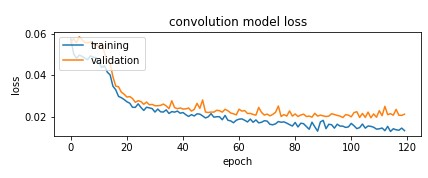 convolution model loss
0.06
training
validation
0.04
loss
0.02
0 20 40 60 80 100 120
epoch